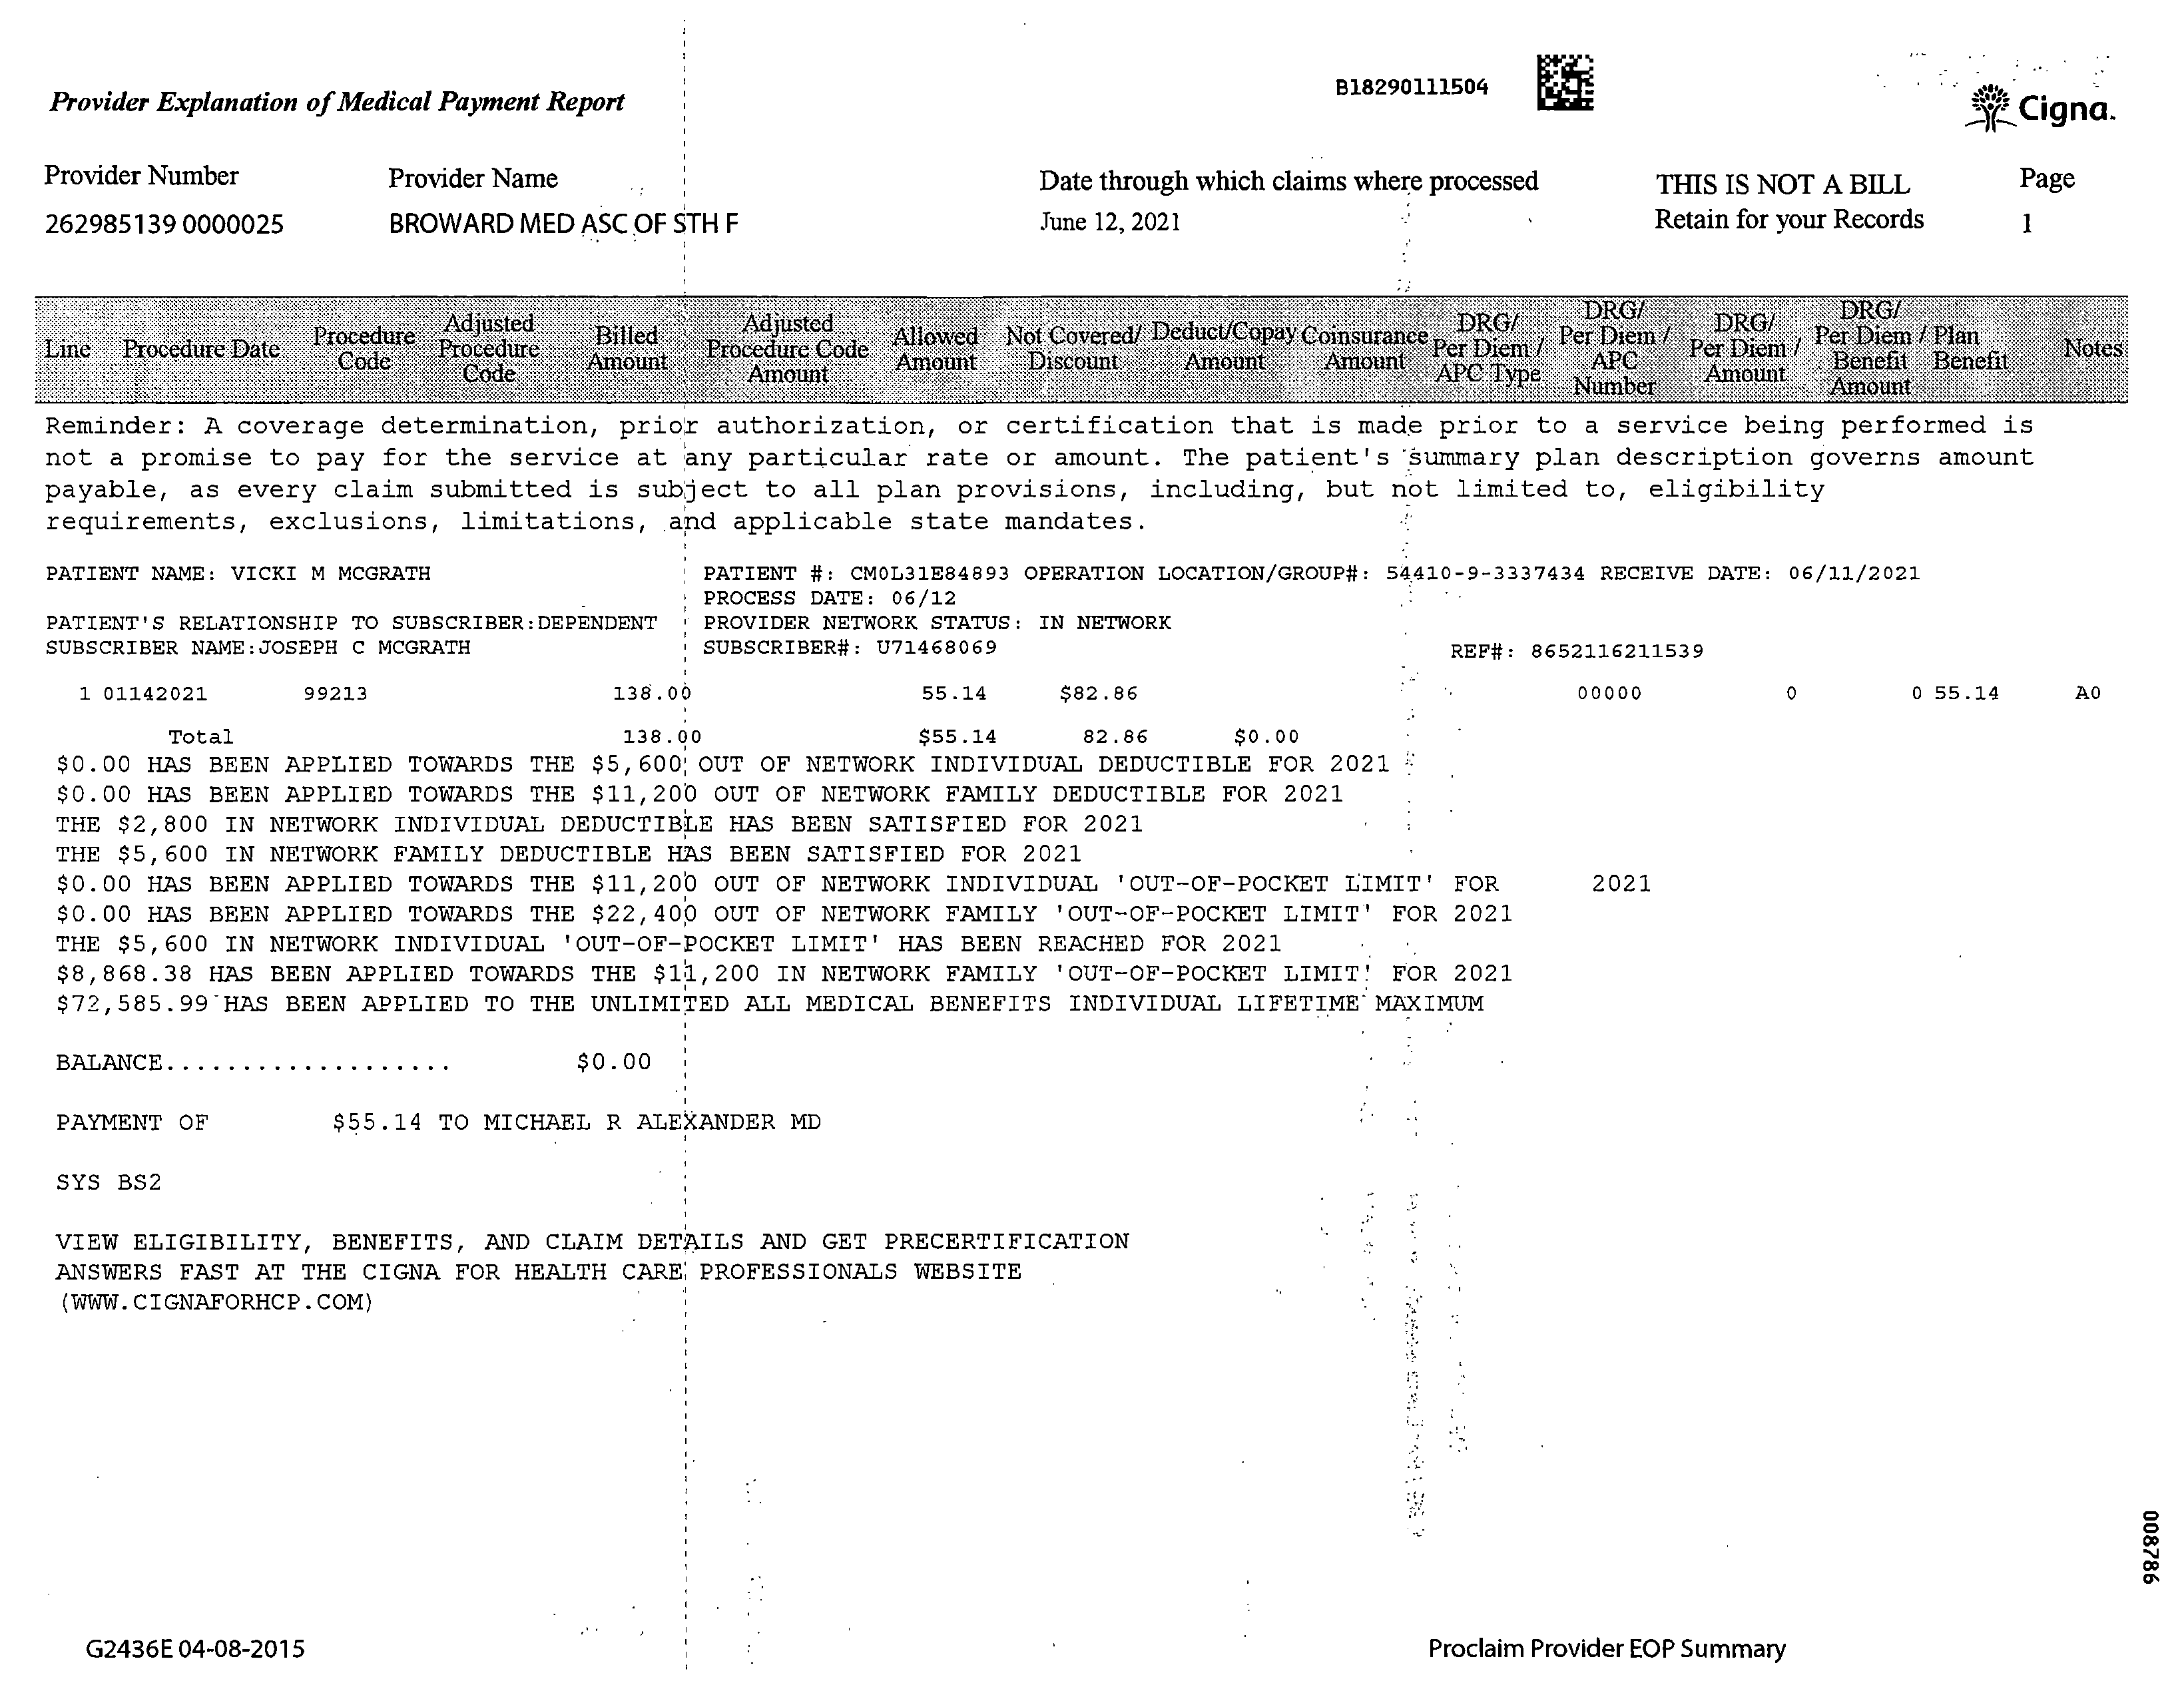 B18290111504
Cigna.
Provider Explanation of Medical Payment Report
Provider Number Provider Name Date through which claims where processed THIS IS NOT A BILL Page
262985139 0000025 BROWARD MED ASC OF STH F June 12, 2021 Retain for your Records 1
Line Procedure Date Procedure Code Adjusted Procedure Code Billed Amount Adjusted Procedure Code Amount Allowed Amount Not Covered/ Discount Deduct/Copay Amount Coinsurance Amount DRG/ Per Diem / APC Type DRG/ Per Diem / APC Number DRG/ Per Diem / Amount DRG/ Per Diem / Benefit Amount Plan Benefit Notes
Reminder: A coverage determination, prior authorization, or certification that is made prior to a service being performed is
not a promise to pay for the service at any particular rate or amount. The patient's summary plan description governs amount
payable, as every claim submitted is subject to all plan provisions, including, but not limited to, eligibility
requirements, exclusions, limitations, and applicable state mandates.
PATIENT NAME: VICKI M MCGRATH PATIENT #: CM0L31E84893 OPERATION LOCATION/GROUP#: 54410-9-3337434 RECEIVE DATE: 06/11/2021
PROCESS DATE: 06/12
PATIENT'S RELATIONSHIP TO SUBSCRIBER:DEPENDENT PROVIDER NETWORK STATUS: IN NETWORK
SUBSCRIBER NAME:JOSEPH C MCGRATH SUBSCRIBER#: U71468069 REF#: 8652116211539
1 01142021 99213 138.00 55.14 $82.86 00000 0 0 55.14 A0
Total 138.00 $55.14 82.86 $0.00
$0.00 HAS BEEN APPLIED TOWARDS THE $5,600 OUT OF NETWORK INDIVIDUAL DEDUCTIBLE FOR 2021
$0.00 HAS BEEN APPLIED TOWARDS THE $11,200 OUT OF NETWORK FAMILY DEDUCTIBLE FOR 2021
THE $2,800 IN NETWORK INDIVIDUAL DEDUCTIBLE HAS BEEN SATISFIED FOR 2021
THE $5,600 IN NETWORK FAMILY DEDUCTIBLE HAS BEEN SATISFIED FOR 2021
$0.00 HAS BEEN APPLIED TOWARDS THE $11,200 OUT OF NETWORK INDIVIDUAL 'OUT-OF-POCKET LIMIT' FOR 2021
$0.00 HAS BEEN APPLIED TOWARDS THE $22,400 OUT OF NETWORK FAMILY 'OUT-OF-POCKET LIMIT' FOR 2021
THE $5,600 IN NETWORK INDIVIDUAL 'OUT-OF-POCKET LIMIT' HAS BEEN REACHED FOR 2021
$8,868.38 HAS BEEN APPLIED TOWARDS THE $11,200 IN NETWORK FAMILY 'OUT-OF-POCKET LIMIT' FOR 2021
$72,585.99 HAS BEEN APPLIED TO THE UNLIMITED ALL MEDICAL BENEFITS INDIVIDUAL LIFETIME MAXIMUM
BALANCE................... $0.00
PAYMENT OF $55.14 TO MICHAEL R ALEXANDER MD
SYS BS2
VIEW ELIGIBILITY, BENEFITS, AND CLAIM DETAILS AND GET PRECERTIFICATION
ANSWERS FAST AT THE CIGNA FOR HEALTH CARE PROFESSIONALS WEBSITE
(WWW.CIGNAFORHCP.COM)
008786
G2436E 04-08-2015 Proclaim Provider EOP Summary